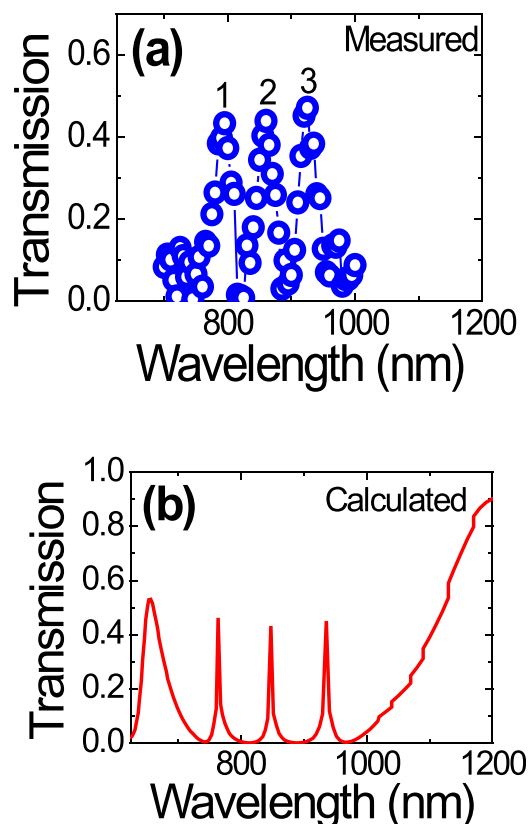 (a) Measured
0.6
0.4
0.2
0.0
1 2 3
Transmission
800 1000 1200
Wavelength (nm)
(b) Calculated
1.0
0.8
0.6
0.4
0.2
0.0
Transmission
800 1000 1200
Wavelength (nm)